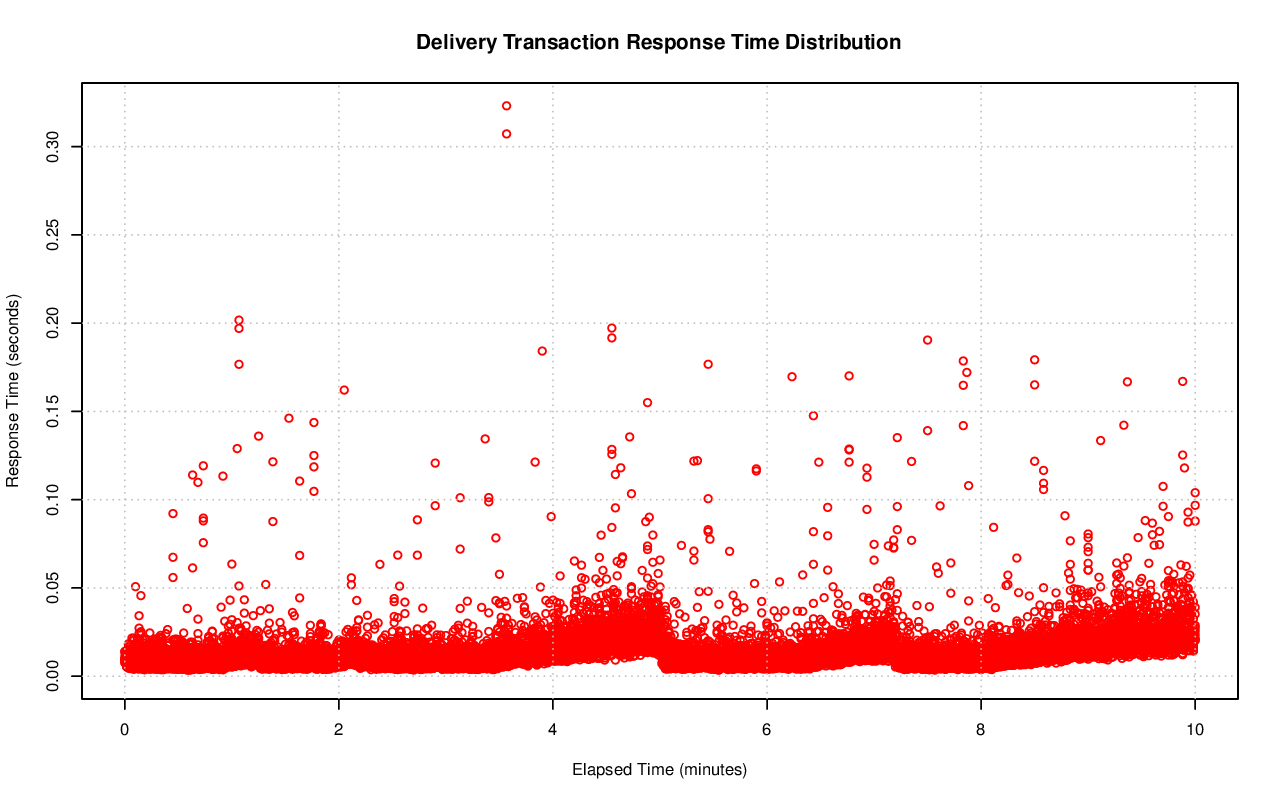 Delivery Transaction Response Time Distribution
Response Time (seconds)
0.30
0.25
0.20
0.15
0.10
0.05
0.00
0 2 4 6 8 10
Elapsed Time (minutes)